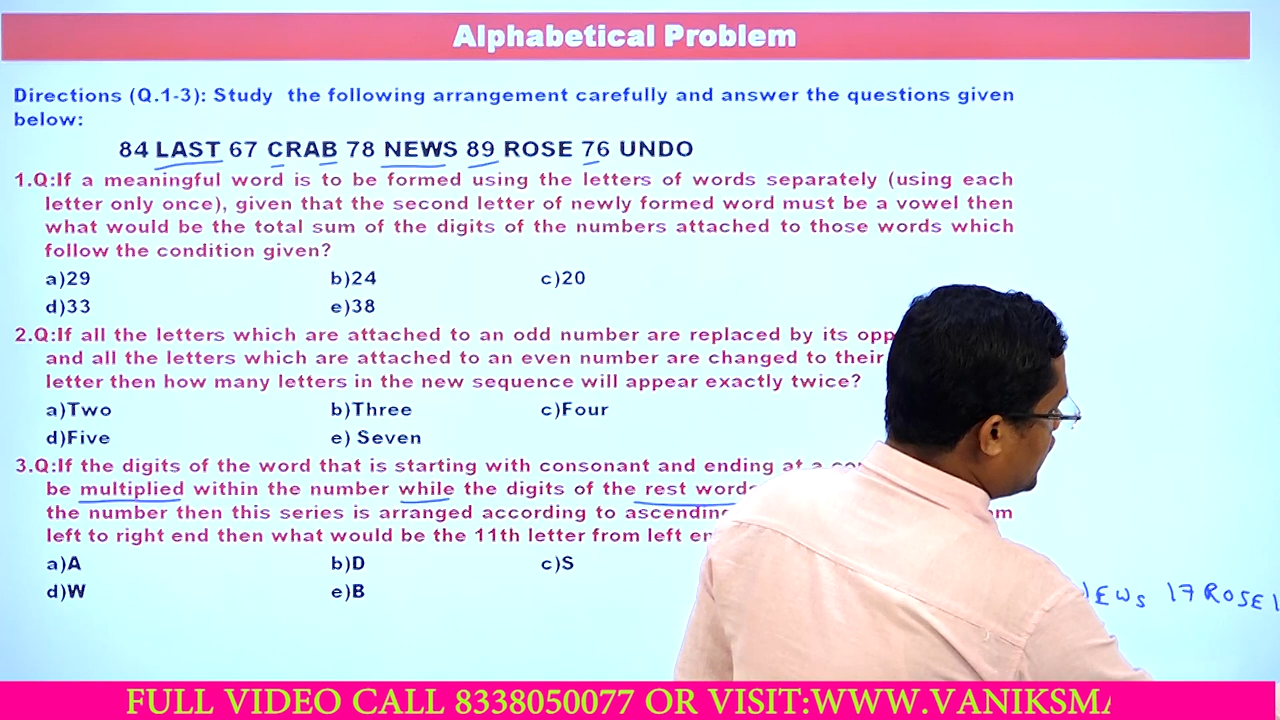 Alphabetical Problem
Directions (Q.1-3): Study the following arrangement carefully and answer the questions given
below:
84 LAST 67 CRAB 78 NEWS 89 ROSE 76 UNDO
1.Q:If a meaningful word is to be formed using the letters of words separately (using each
letter only once), given that the second letter of newly formed word must be a vowel then
what would be the total sum of the digits of the numbers attached to those words which
follow the condition given?
a)29 b)24 c)20
d)33 e)38
2.Q:If all the letters which are attached to an odd number are replaced by its opp
and all the letters which are attached to an even number are changed to their
letter then how many letters in the new sequence will appear exactly twice?
a)Two b)Three c)Four
d)Five e) Seven
3.Q:If the digits of the word that is starting with consonant and ending at a
be multiplied within the number while the digits of the rest words
the number then this series is arranged according to ascending
left to right end then what would be the 11th letter from left
a)A b)D c)S
d)W e)B
EWS 17 ROSE 1
FULL VIDEO CALL 8338050077 OR VISIT:WWW.VANIKSMA